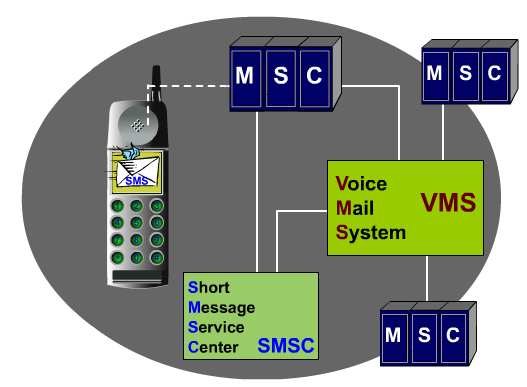 M S C
M S C
SMS
Voice
Mail
System
VMS
Short
Message
Service
Center
SMSC
M S C